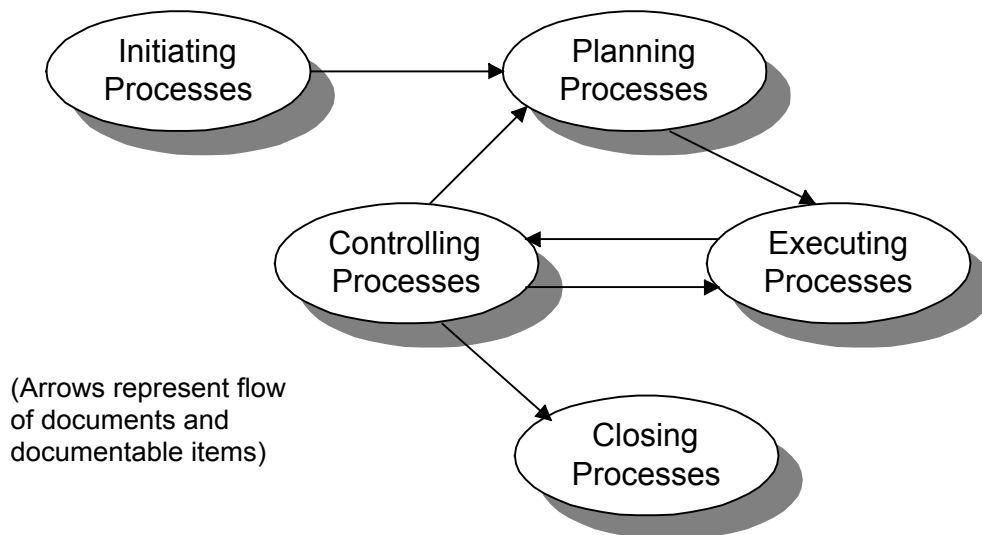 Initiating
Processes
Planning
Processes
Controlling
Processes
Executing
Processes
(Arrows represent flow
of documents and
documentable items)
Closing
Processes